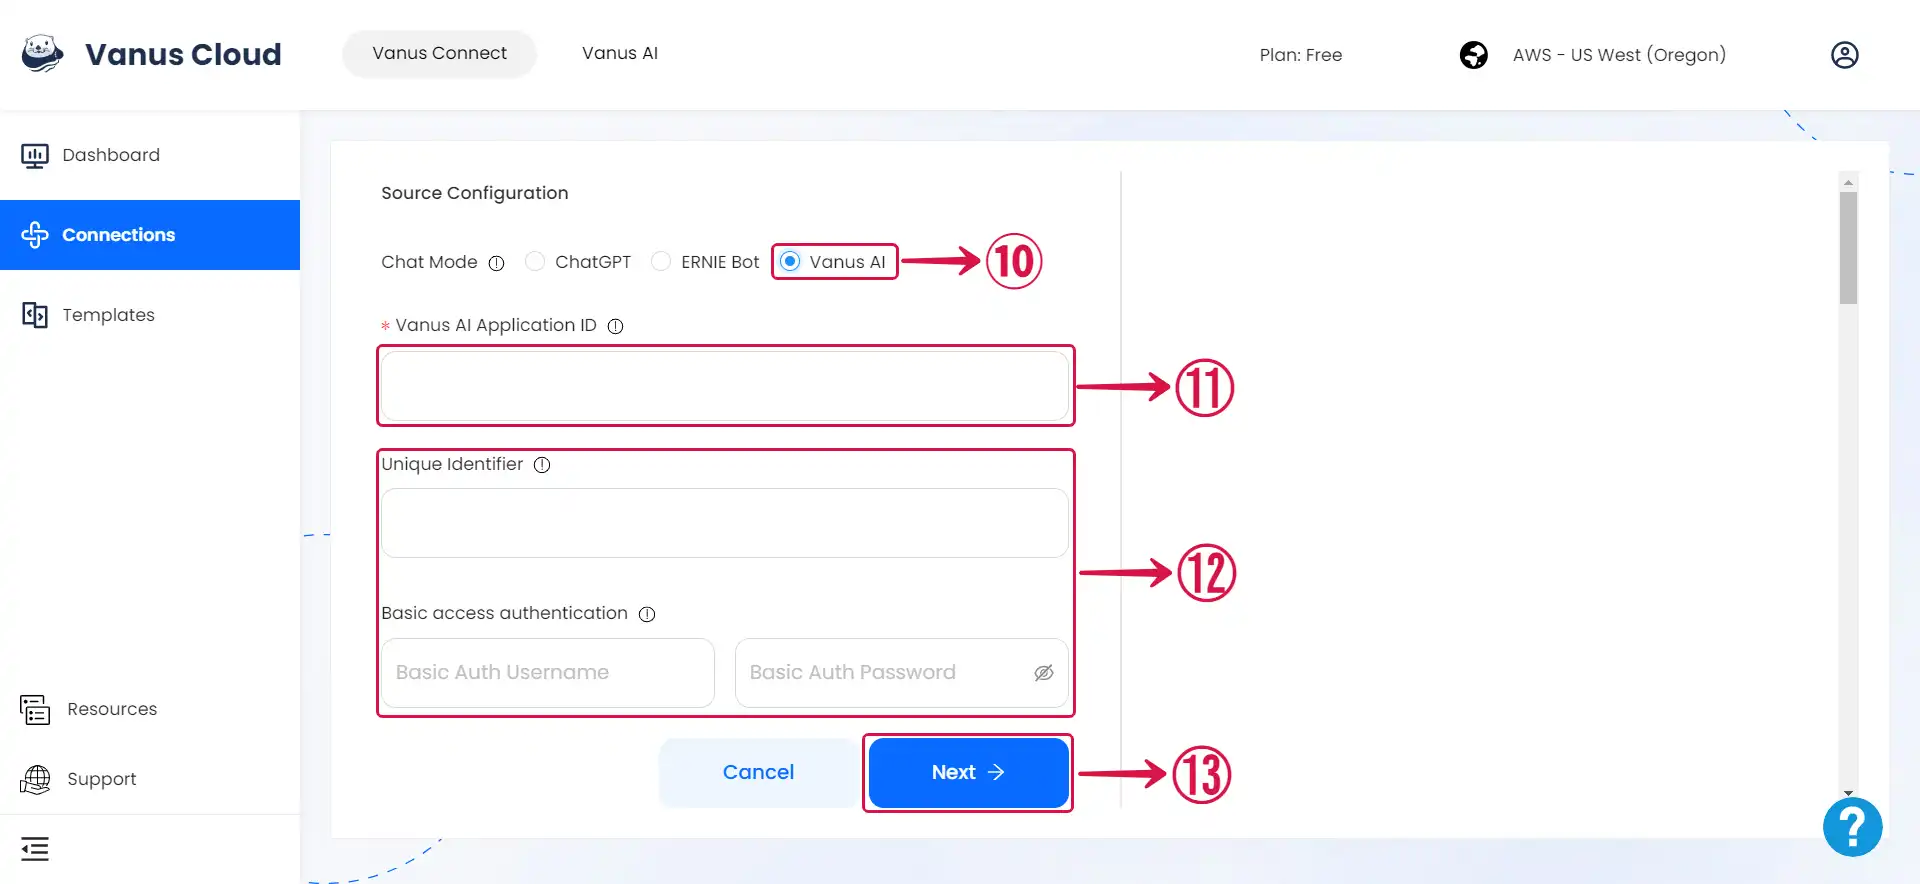 Vanus Cloud
Vanus Connect
Vanus AI
Plan: Free
AWS - US West (Oregon)
Dashboard
Connections
Templates
Resources
Support
Source Configuration
Chat Mode
ChatGPT
ERNIE Bot
Vanus AI
⑩
* Vanus AI Application ID
⑪
Unique Identifier
⑫
Basic access authentication
Basic Auth Username
Basic Auth Password
Cancel
Next →
⑬
?